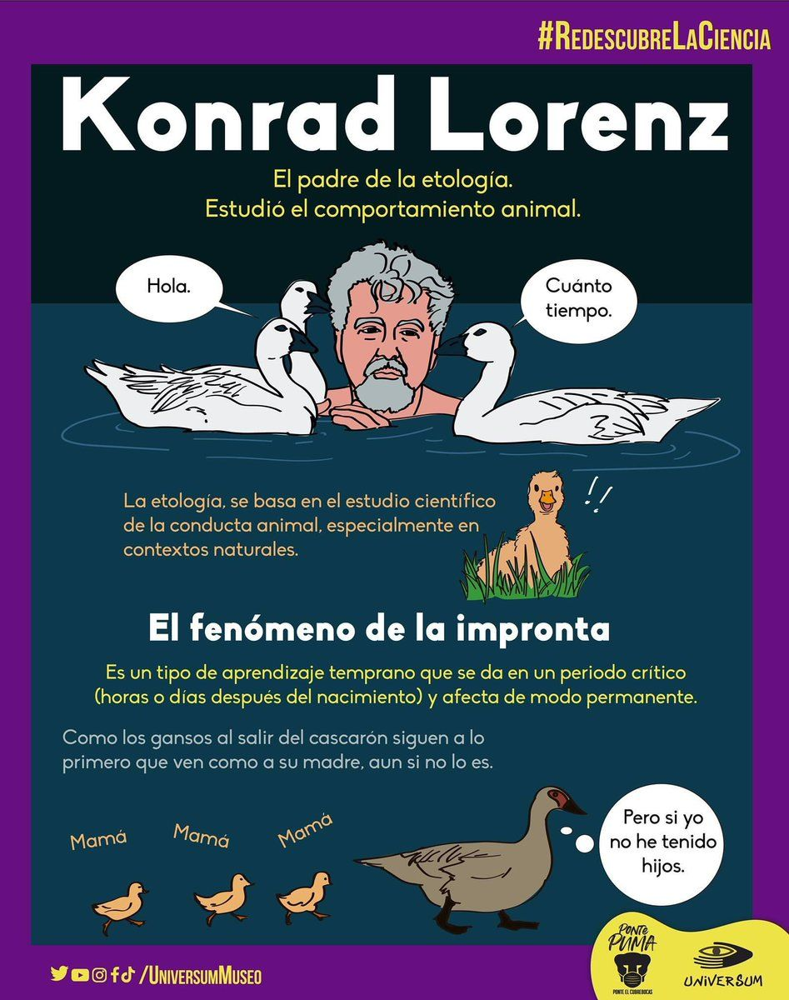 #RedescubreLaCiencia
Konrad Lorenz
El padre de la etología.
Estudió el comportamiento animal.
Hola.
Cuánto
tiempo.
La etología, se basa en el estudio científico
de la conducta animal, especialmente en
contextos naturales.
!!
El fenómeno de la impronta
Es un tipo de aprendizaje temprano que se da en un periodo crítico
(horas o días después del nacimiento) y afecta de modo permanente.
Como los gansos al salir del cascarón siguen a lo
primero que ven como a su madre, aun si no lo es.
Mamá
Mamá
Mamá
Pero si yo
no he tenido
hijos.
/UniversumMuseo
Ponte
PUMA
PONTE EL CUBREBOCAS
UNiVERSUM